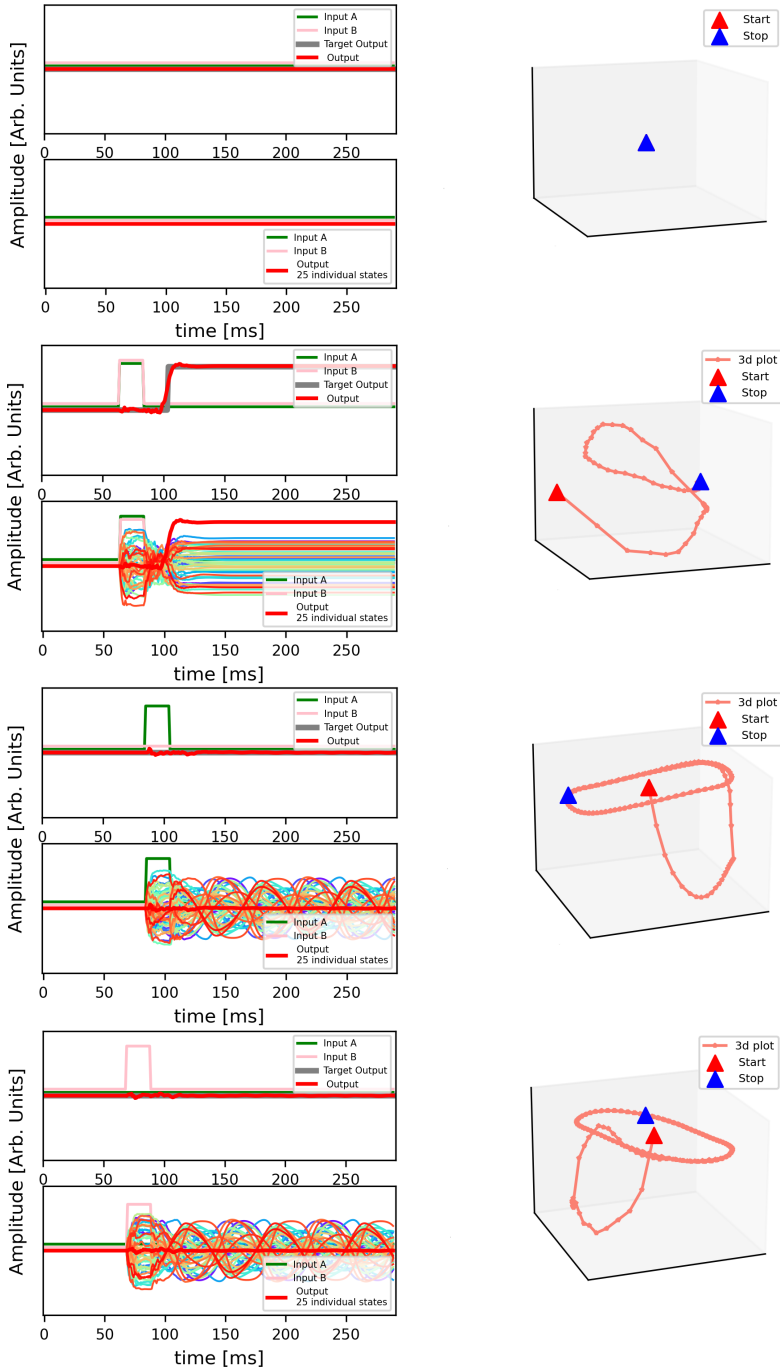 Amplitude [Arb. Units]
Input A
Input B
Target Output
Output
0 50 100 150 200 250
Input A
Input B
Output
25 individual states
0 50 100 150 200 250
time [ms]
Start
Stop
Amplitude [Arb. Units]
Input A
Input B
Target Output
Output
0 50 100 150 200 250
Input A
Input B
Output
25 individual states
0 50 100 150 200 250
time [ms]
3d plot
Start
Stop
Amplitude [Arb. Units]
Input A
Input B
Target Output
Output
0 50 100 150 200 250
Input A
Input B
Output
25 individual states
0 50 100 150 200 250
time [ms]
3d plot
Start
Stop
Amplitude [Arb. Units]
Input A
Input B
Target Output
Output
0 50 100 150 200 250
Input A
Input B
Output
25 individual states
0 50 100 150 200 250
time [ms]
3d plot
Start
Stop